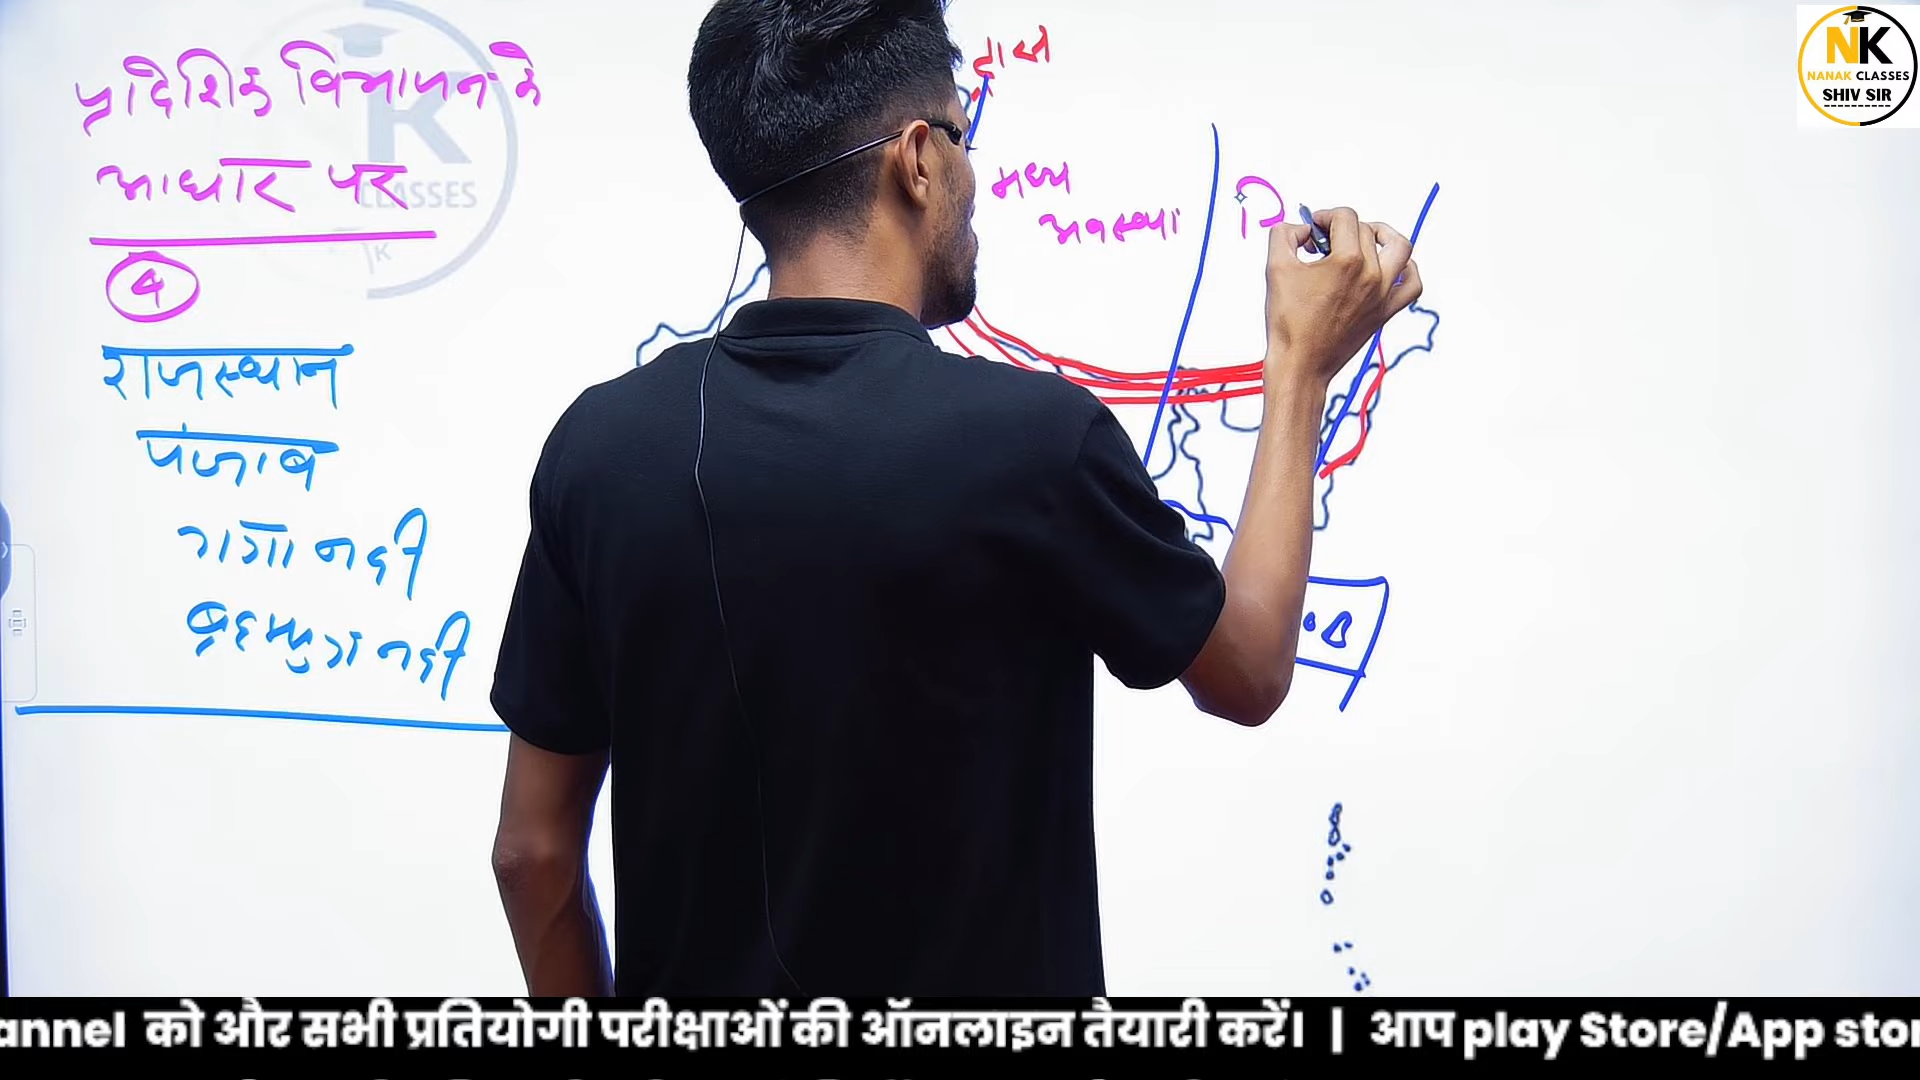 प्रादेशिक विभाजन के
आधार पर
4
राजस्थान
पंजाब
गंगा नदी
ब्रह्मपुत्र नदी
K
CLASSES
K
मध्य
अवस्था
NK
NANAK CLASSES
SHIV SIR
annel को और सभी प्रतियोगी परीक्षाओं की ऑनलाइन तैयारी करें। | आप play Store/App stor